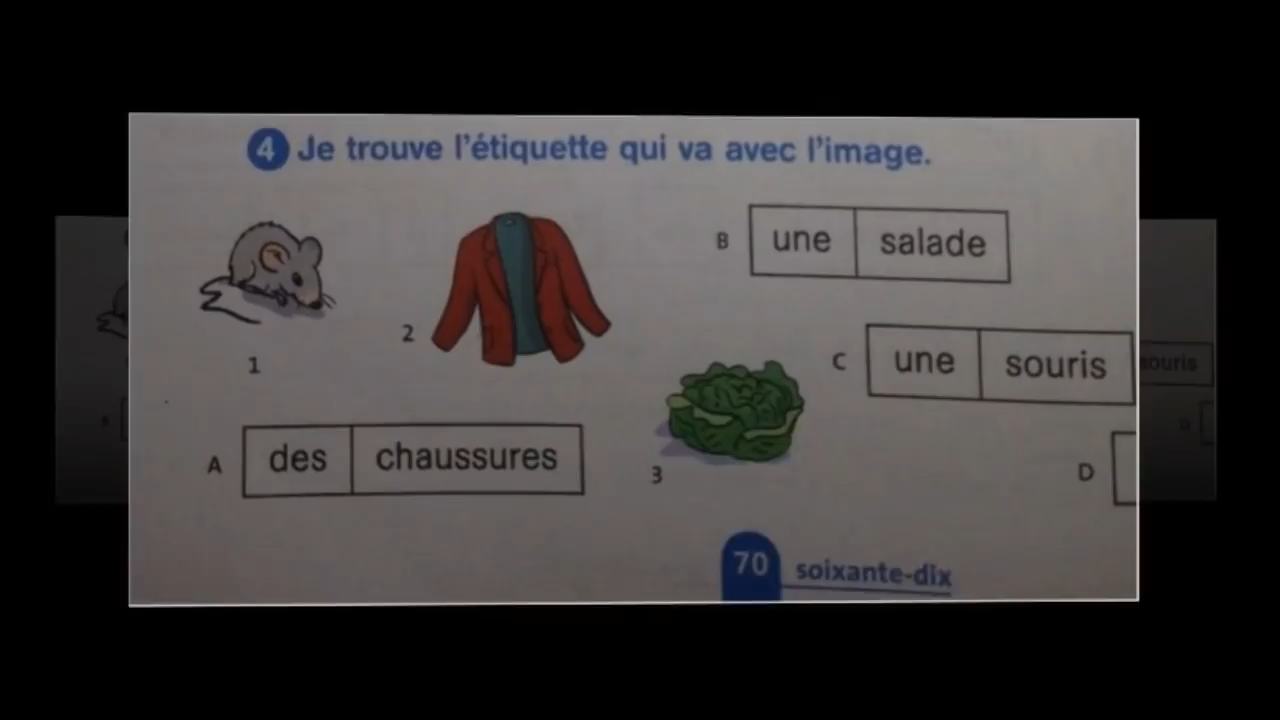 4 Je trouve l'étiquette qui va avec l'image.
1
2
B une salade
C une souris
A des chaussures
3
D
70 soixante-dix
souris